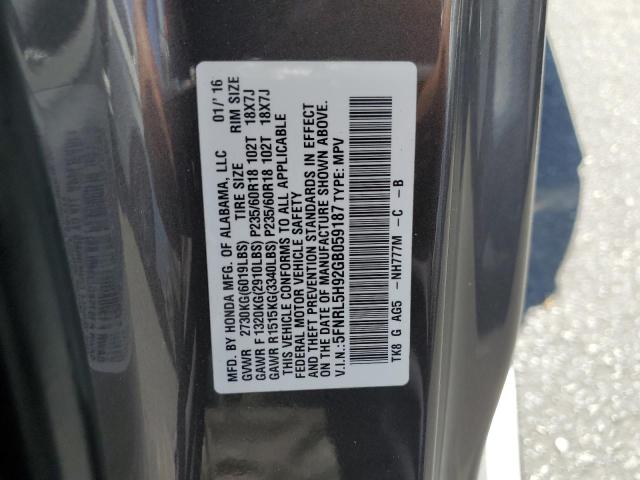 MFD. BY HONDA MFG. OF ALABAMA, LLC 01/'16
GVWR 2730KG(6019LBS) TIRE SIZE RIM SIZE
GAWR F 1320KG(2910LBS) P235/60R18 102T 18X7J
GAWR R 1515KG(3340LBS) P235/60R18 102T 18X7J
THIS VEHICLE CONFORMS TO ALL APPLICABLE
FEDERAL MOTOR VEHICLE SAFETY
AND THEFT PREVENTION STANDARDS IN EFFECT
ON THE DATE OF MANUFACTURE SHOWN ABOVE.
V.I.N.:5FNRL5H92GB059187 TYPE: MPV
TK8 G AG5 -NH777M -C -B